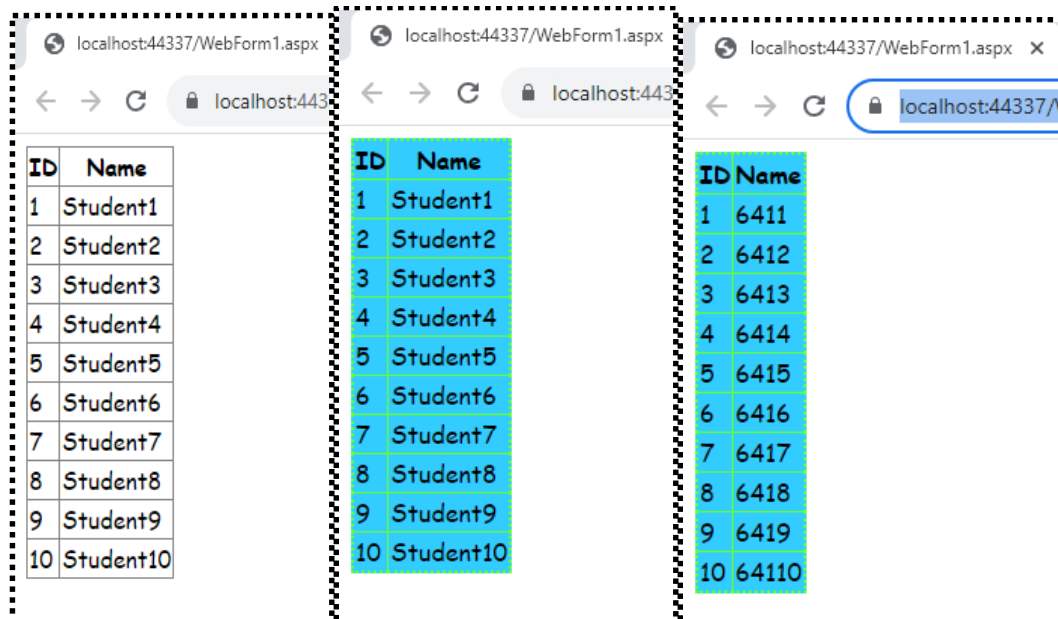 localhost:44337/WebForm1.aspx
localhost:443
ID Name
1 Student1
2 Student2
3 Student3
4 Student4
5 Student5
6 Student6
7 Student7
8 Student8
9 Student9
10 Student10
localhost:44337/WebForm1.aspx
localhost:443
ID Name
1 Student1
2 Student2
3 Student3
4 Student4
5 Student5
6 Student6
7 Student7
8 Student8
9 Student9
10 Student10
localhost:44337/WebForm1.aspx
localhost:44337/W
ID Name
1 6411
2 6412
3 6413
4 6414
5 6415
6 6416
7 6417
8 6418
9 6419
10 64110